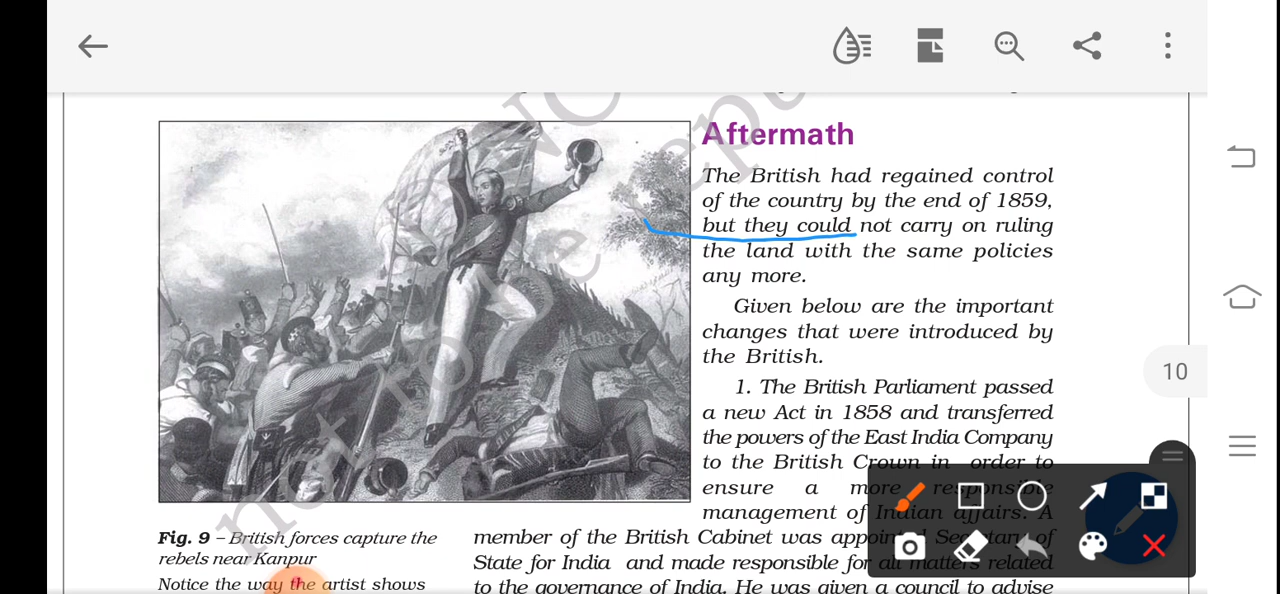 Aftermath
The British had regained control
of the country by the end of 1859,
but they could not carry on ruling
the land with the same policies
any more.
Given below are the important
changes that were introduced by
the British.
1. The British Parliament passed
a new Act in 1858 and transferred
the powers of the East India Company
to the British Crown in order to
ensure a more responsible
management of Indian affairs. A
member of the British Cabinet was appointed Secretary of
State for India and made responsible for all matters related
to the governance of India. He was given a council to advise
Fig. 9 – British forces capture the
rebels near Kanpur
Notice the way the artist shows
not to be
10